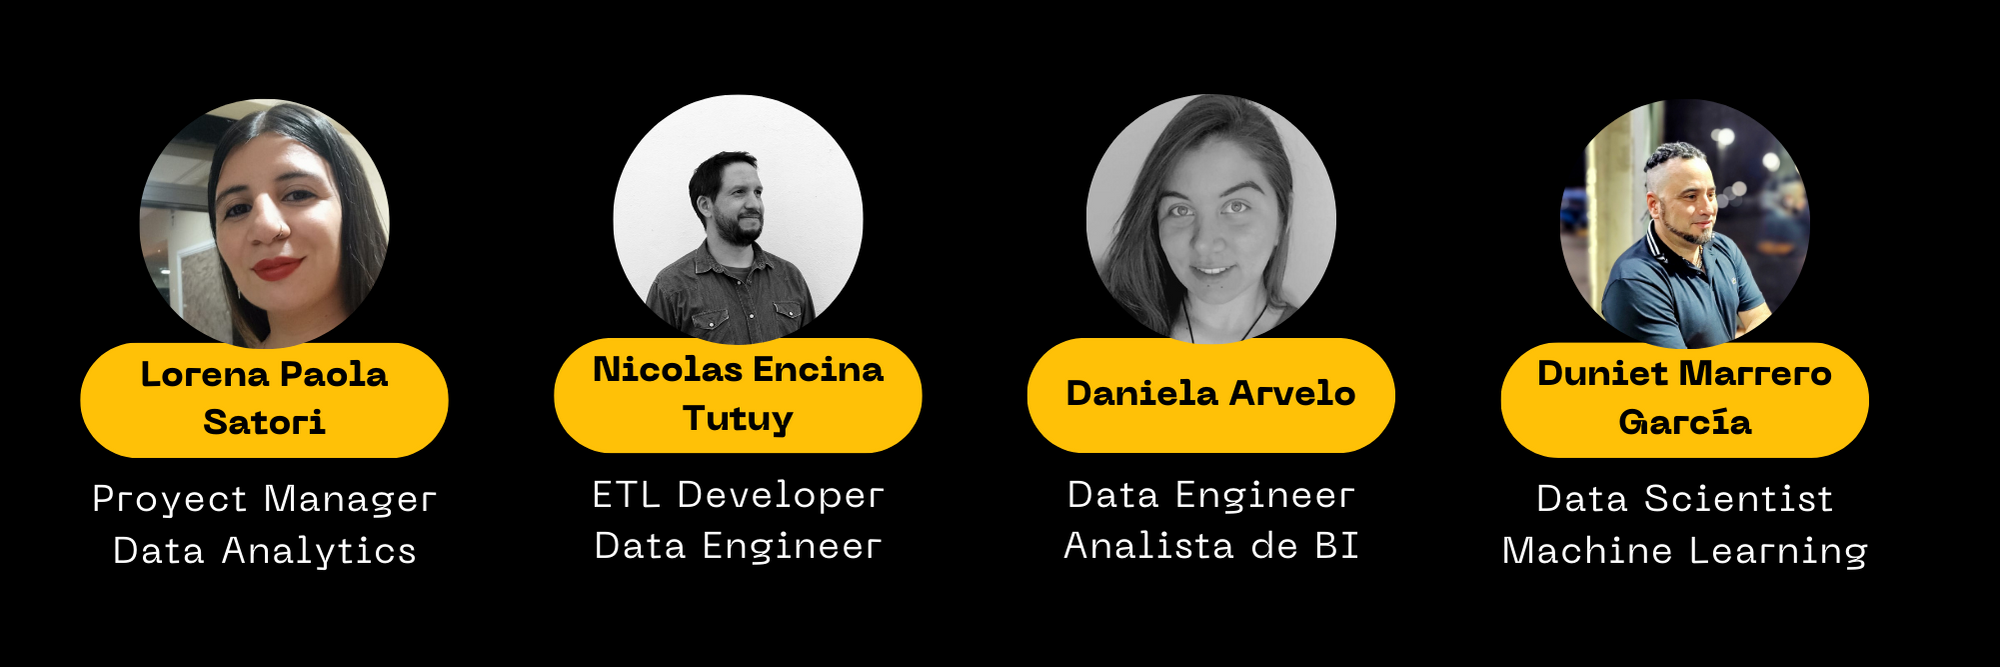 Lorena Paola
Satori
Proyect Manager
Data Analytics
Nicolas Encina
Tutuy
ETL Developer
Data Engineer
Daniela Arvelo
Data Engineer
Analista de BI
Duniet Marrero
García
Data Scientist
Machine Learning